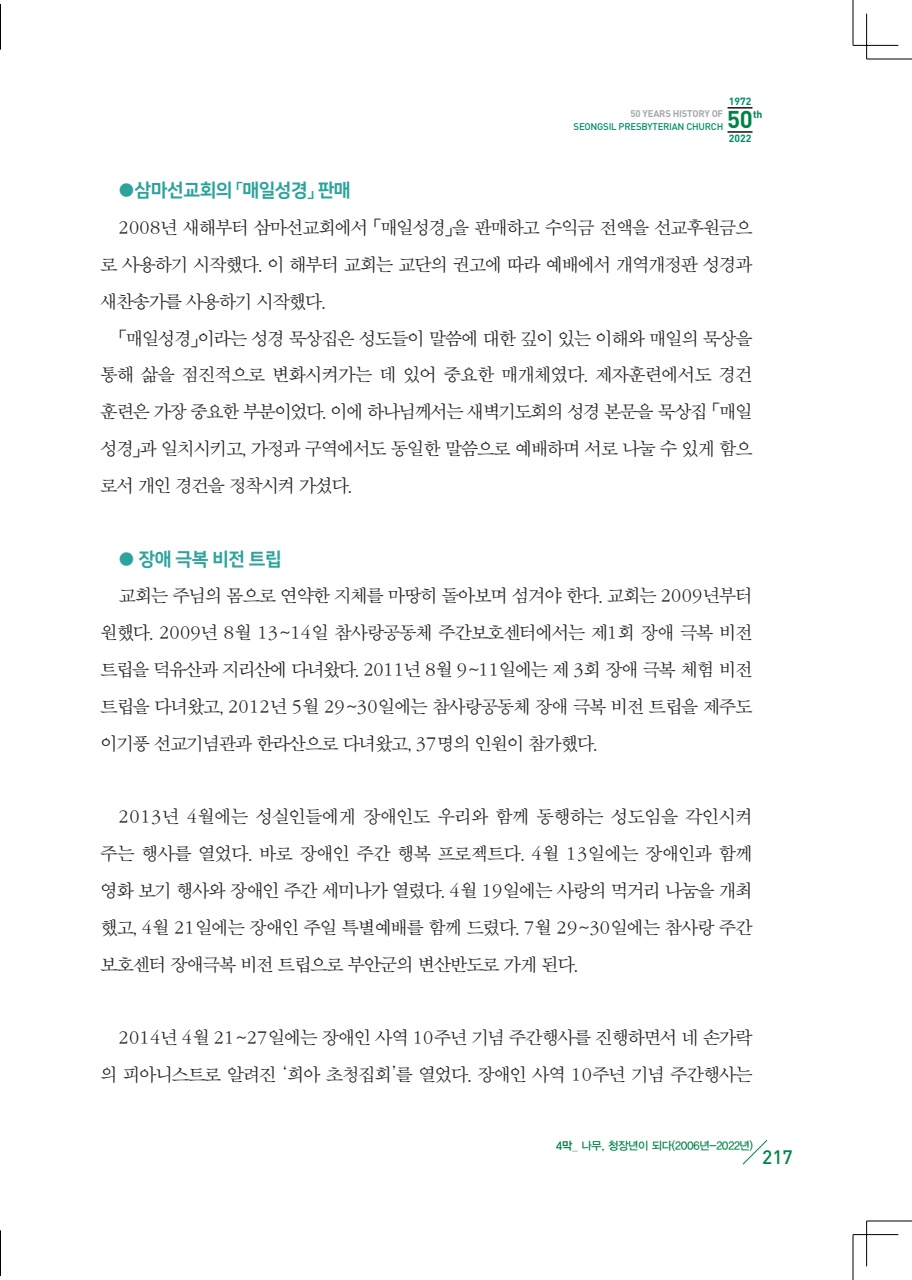 1972
50 YEARS HISTORY OF
50th
SEONGSIL PRESBYTERIAN CHURCH
2022
●삼마선교회의 「매일성경」 판매
2008년 새해부터 삼마선교회에서 「매일성경」을 판매하고 수익금 전액을 선교후원금으
로 사용하기 시작했다. 이 해부터 교회는 교단의 권고에 따라 예배에서 개역개정판 성경과
새찬송가를 사용하기 시작했다.
「매일성경」이라는 성경 묵상집은 성도들이 말씀에 대한 깊이 있는 이해와 매일의 묵상을
통해 삶을 점진적으로 변화시켜가는 데 있어 중요한 매개체였다. 제자훈련에서도 경건
훈련은 가장 중요한 부분이었다. 이에 하나님께서는 새벽기도회의 성경 본문을 묵상집 「매일
성경」과 일치시키고, 가정과 구역에서도 동일한 말씀으로 예배하며 서로 나눌 수 있게 함으
로서 개인 경건을 정착시켜 가셨다.
● 장애 극복 비전 트립
교회는 주님의 몸으로 연약한 지체를 마땅히 돌아보며 섬겨야 한다. 교회는 2009년부터
원했다. 2009년 8월 13~14일 참사랑공동체 주간보호센터에서는 제1회 장애 극복 비전
트립을 덕유산과 지리산에 다녀왔다. 2011년 8월 9~11일에는 제 3회 장애 극복 체험 비전
트립을 다녀왔고, 2012년 5월 29~30일에는 참사랑공동체 장애 극복 비전 트립을 제주도
이기풍 선교기념관과 한라산으로 다녀왔고, 37명의 인원이 참가했다.
2013년 4월에는 성실인들에게 장애인도 우리와 함께 동행하는 성도임을 각인시켜
주는 행사를 열었다. 바로 장애인 주간 행복 프로젝트다. 4월 13일에는 장애인과 함께
영화 보기 행사와 장애인 주간 세미나가 열렸다. 4월 19일에는 사랑의 먹거리 나눔을 개최
했고, 4월 21일에는 장애인 주일 특별예배를 함께 드렸다. 7월 29~30일에는 참사랑 주간
보호센터 장애극복 비전 트립으로 부안군의 변산반도로 가게 된다.
2014년 4월 21~27일에는 장애인 사역 10주년 기념 주간행사를 진행하면서 네 손가락
의 피아니스트로 알려진 ‘희아 초청집회’를 열었다. 장애인 사역 10주년 기념 주간행사는
4막_ 나무, 청장년이 되다(2006년-2022년)
217